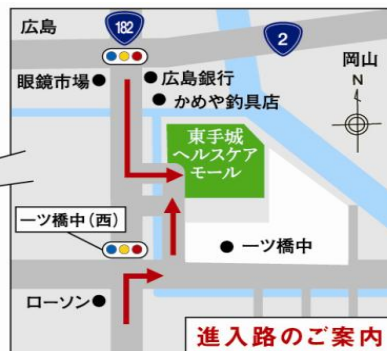 広島
182
2
岡山
N
眼鏡市場
広島銀行
かめや釣具店
東手城
ヘルスケア
モール
一ツ橋中(西)
一ツ橋中
ローソン
進入路のご案内